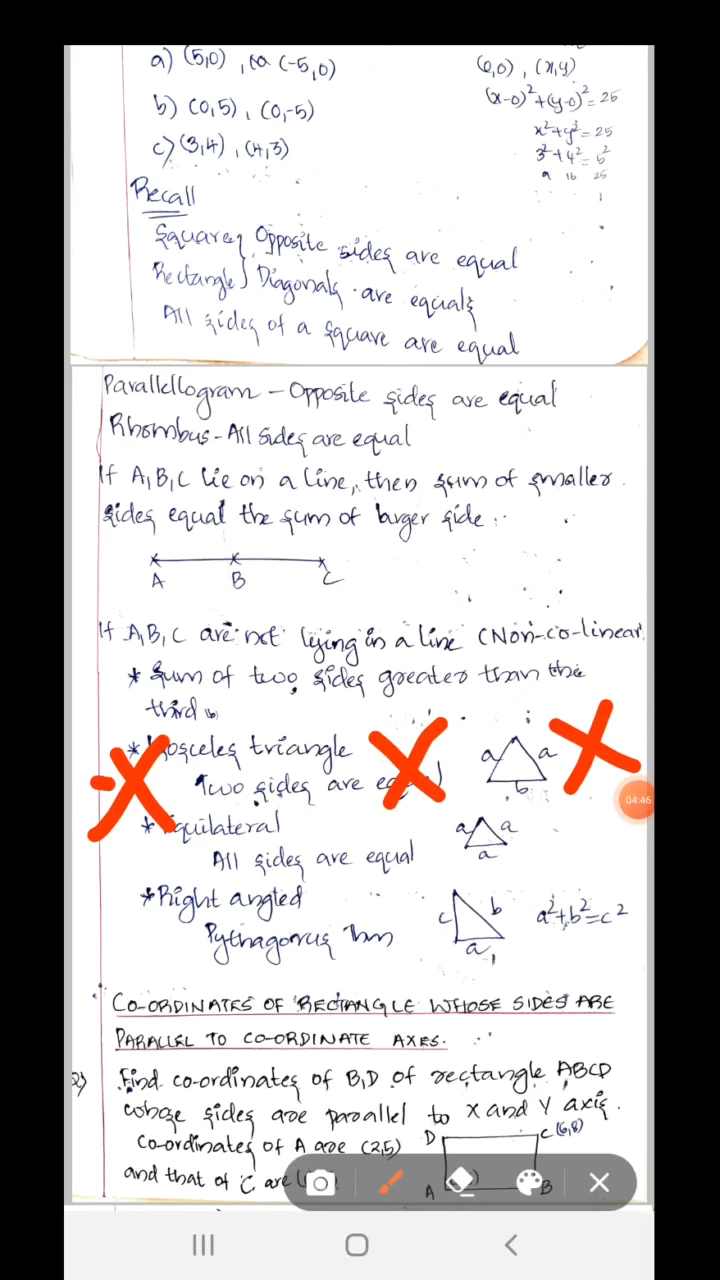 a) (5,0), (-5,0)
b) (0,5), (0,-5)
c) (3,4), (4,3)
(0,0), (x,y)
(x-0)²+(y-0)²=25
x²+y²=25
3²+4²=5²
9 16 25
Recall
Square } Opposite sides are equal
Rectangle } Diagonals are equal
All sides of a square are equal
Parallellogram - Opposite sides are equal
Rhombus - All sides are equal
If A,B,C lie on a line, then sum of smaller
sides equal the sum of larger side.
A B C
If A,B,C are not lying in a line (Non-co-linear
* Sum of two sides greater than the
third
* Isosceles triangle
Two sides are
a a
b
04:46
* Equilateral
All sides are equal
a a
a
* Right angled
Pythagorus Thm
c b
a
a²+b²=c²
CO-ORDINATES OF RECTANGLE WHOSE SIDES ARE
PARALLEL TO CO-ORDINATE AXES.
Find co-ordinates of B,D of rectangle ABCD
whose sides are parallel to X and Y axis.
Co-ordinates of A are (2,5)
and that of C are
D C (6,8)
A B